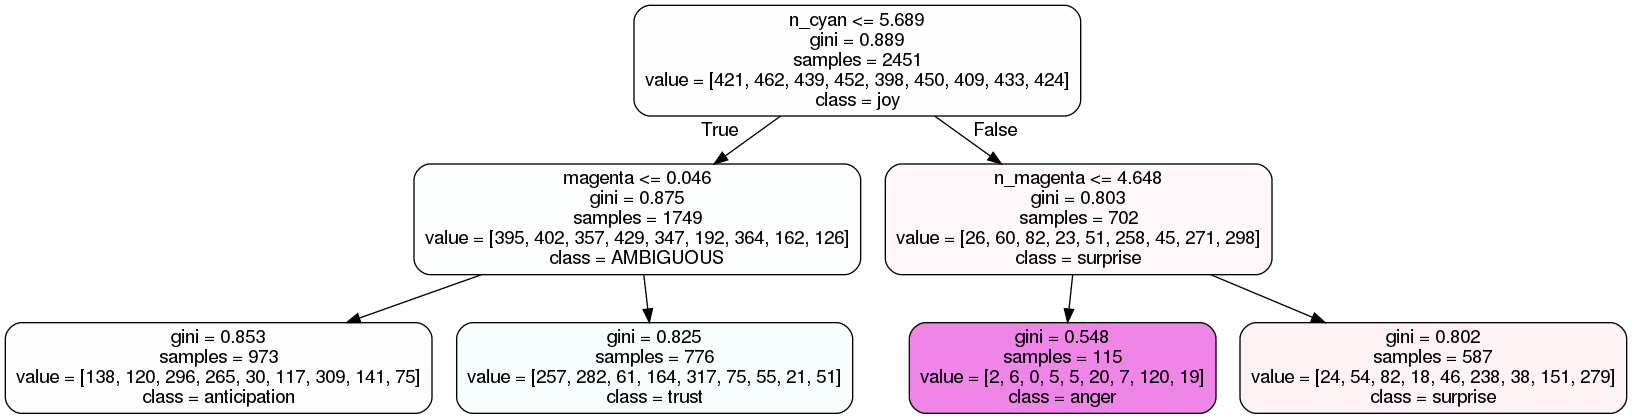 n_cyan <= 5.689
gini = 0.889
samples = 2451
value = [421, 462, 439, 452, 398, 450, 409, 433, 424]
class = joy
True
False
magenta <= 0.046
gini = 0.875
samples = 1749
value = [395, 402, 357, 429, 347, 192, 364, 162, 126]
class = AMBIGUOUS
n_magenta <= 4.648
gini = 0.803
samples = 702
value = [26, 60, 82, 23, 51, 258, 45, 271, 298]
class = surprise
gini = 0.853
samples = 973
value = [138, 120, 296, 265, 30, 117, 309, 141, 75]
class = anticipation
gini = 0.825
samples = 776
value = [257, 282, 61, 164, 317, 75, 55, 21, 51]
class = trust
gini = 0.548
samples = 115
value = [2, 6, 0, 5, 5, 20, 7, 120, 19]
class = anger
gini = 0.802
samples = 587
value = [24, 54, 82, 18, 46, 238, 38, 151, 279]
class = surprise